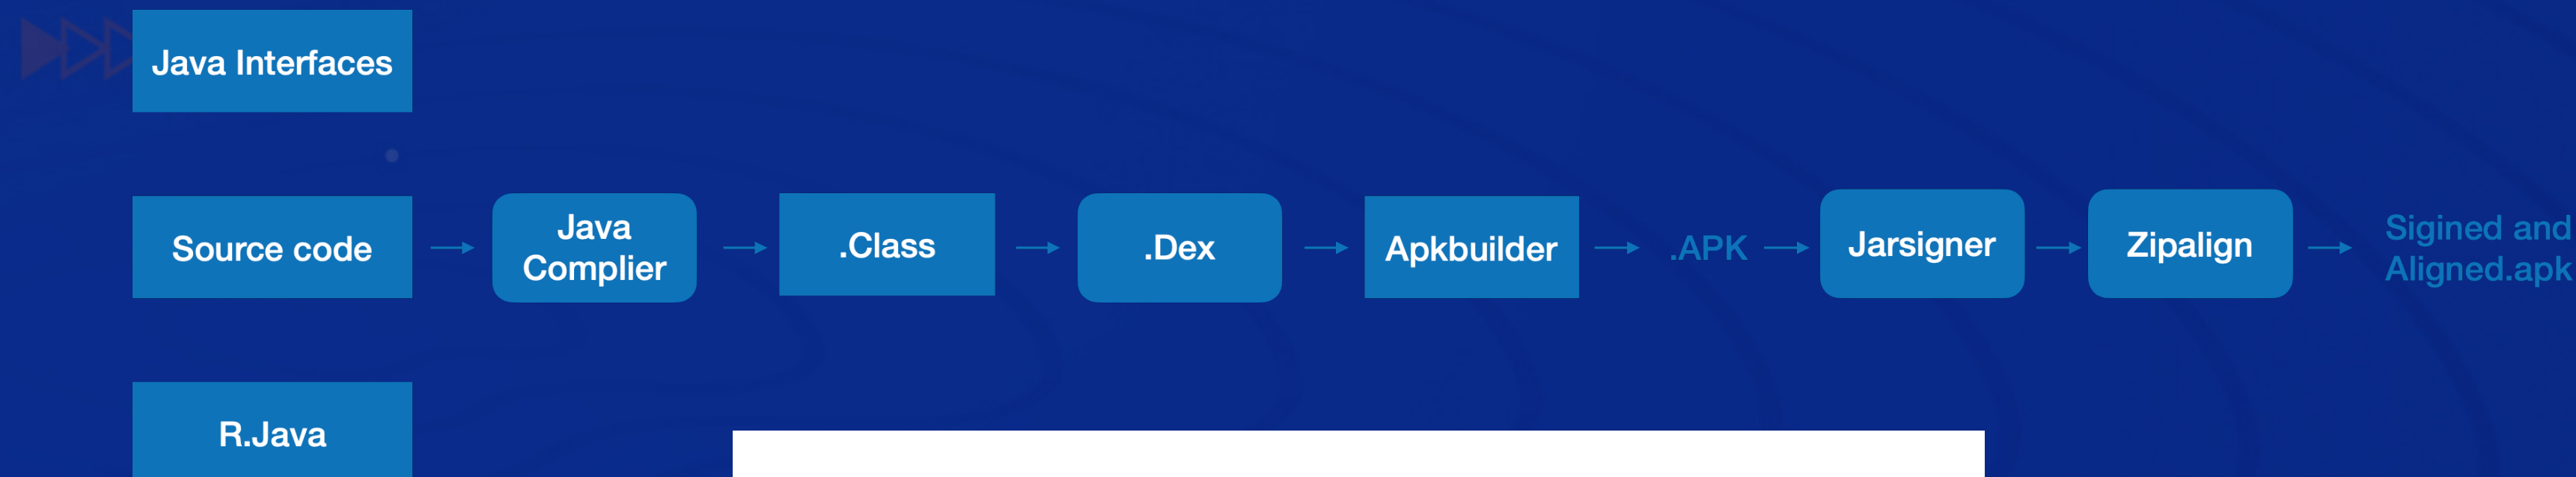 Java Interfaces
Source code
Java
Complier
.Class
.Dex
Apkbuilder
.APK
Jarsigner
Zipalign
Sigined and
Aligned.apk
R.Java